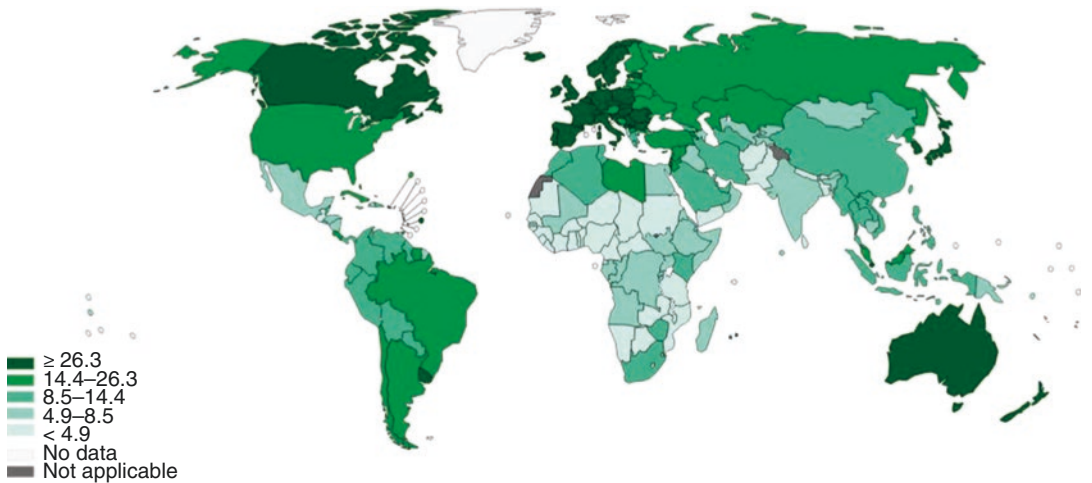 ≥ 26.3
14.4–26.3
8.5–14.4
4.9–8.5
< 4.9
No data
Not applicable